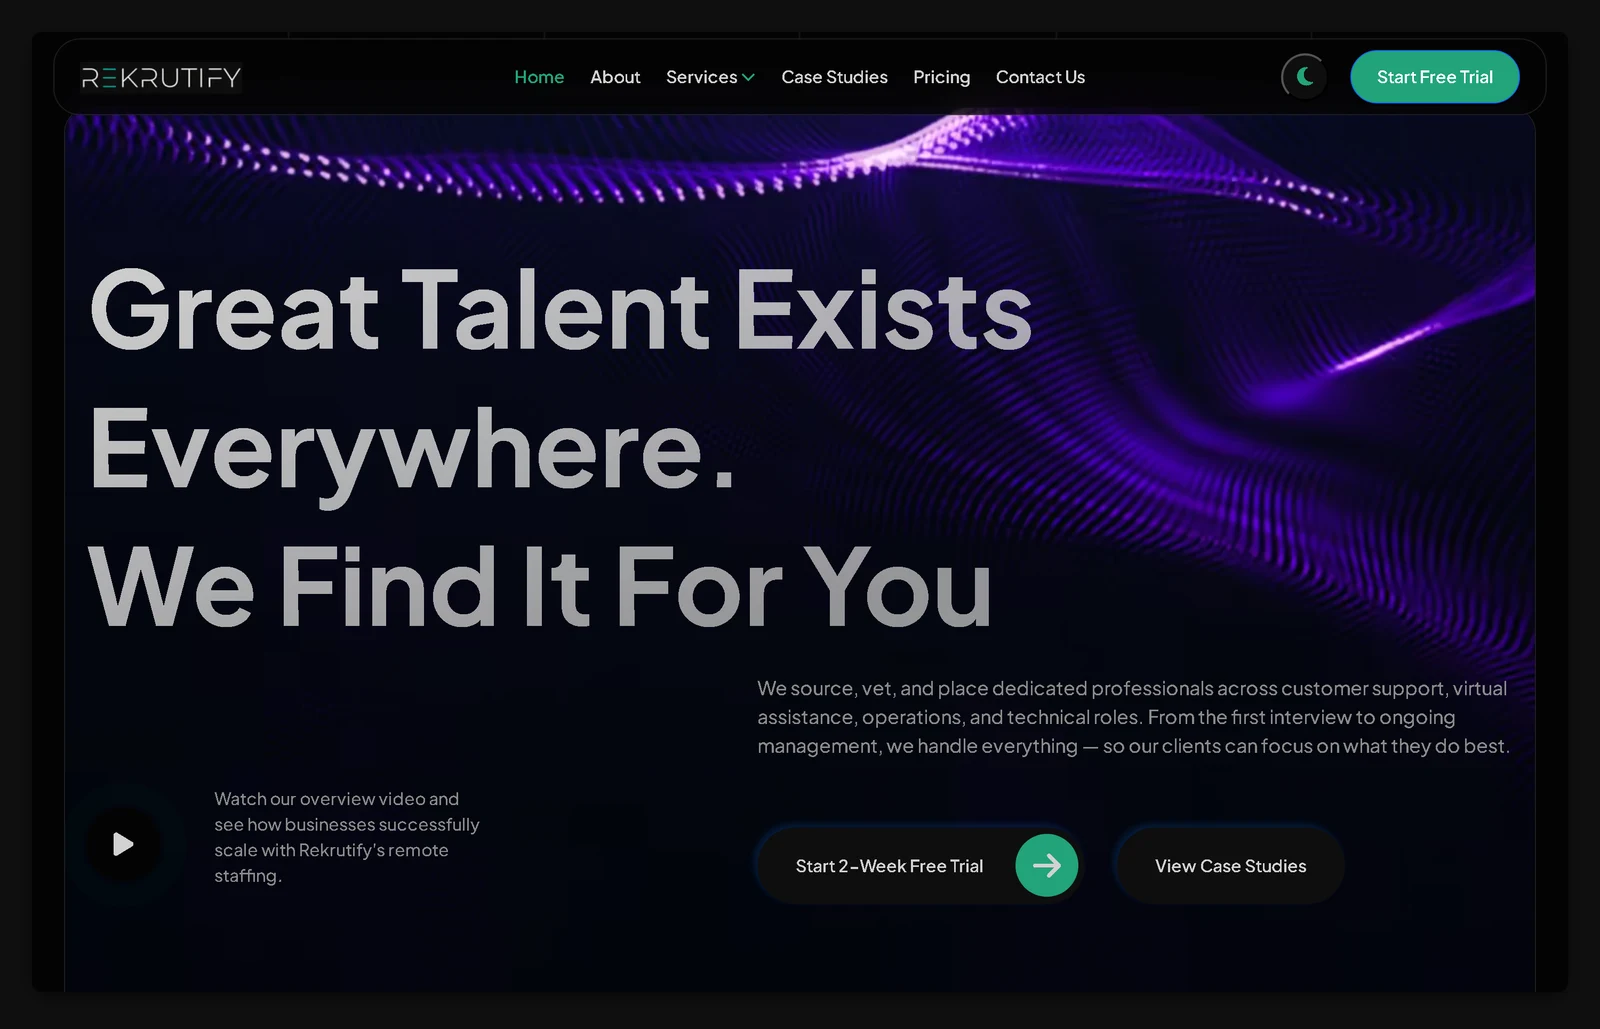 REKRUTIFY
Home
About
Services
Case Studies
Pricing
Contact Us
Start Free Trial
Great Talent Exists
Everywhere.
We Find It For You
We source, vet, and place dedicated professionals across customer support, virtual
assistance, operations, and technical roles. From the first interview to ongoing
management, we handle everything — so our clients can focus on what they do best.
Watch our overview video and
see how businesses successfully
scale with Rekrutify's remote
staffing.
Start 2-Week Free Trial
View Case Studies